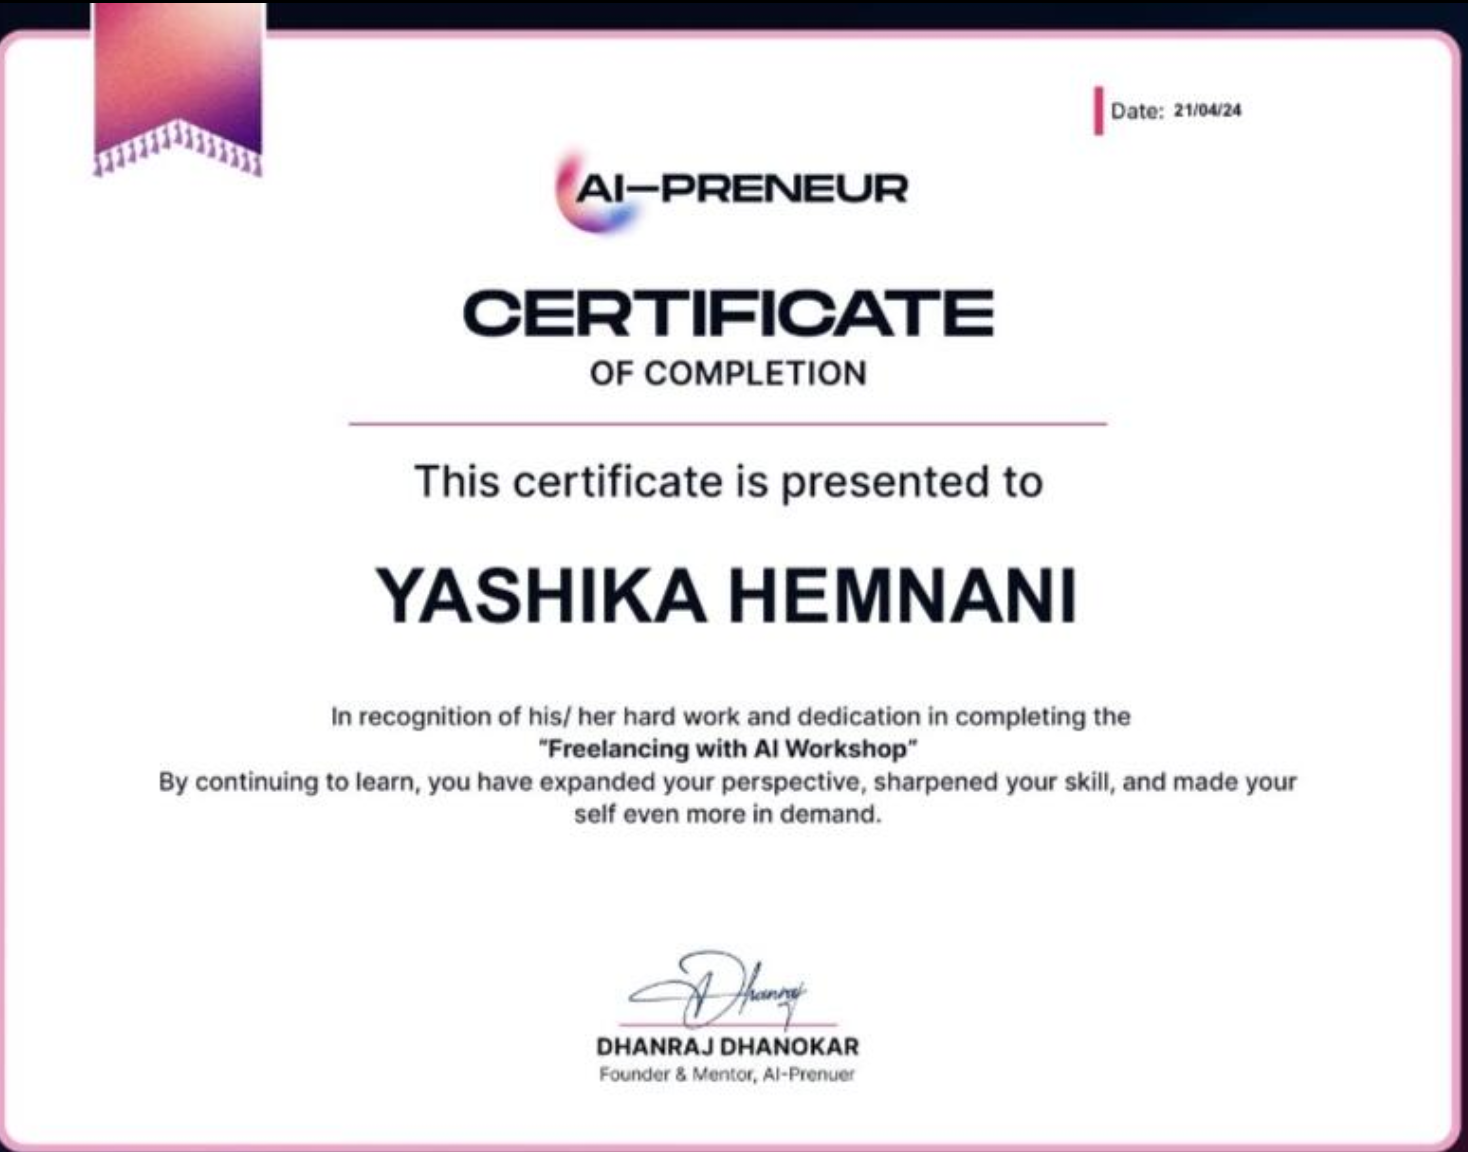 Date: 21/04/24
AI-PRENEUR
CERTIFICATE
OF COMPLETION
This certificate is presented to
YASHIKA HEMNANI
In recognition of his/ her hard work and dedication in completing the
"Freelancing with AI Workshop"
By continuing to learn, you have expanded your perspective, sharpened your skill, and made your
self even more in demand.
Dhanraj
DHANRAJ DHANOKAR
Founder & Mentor, AI-Prenuer